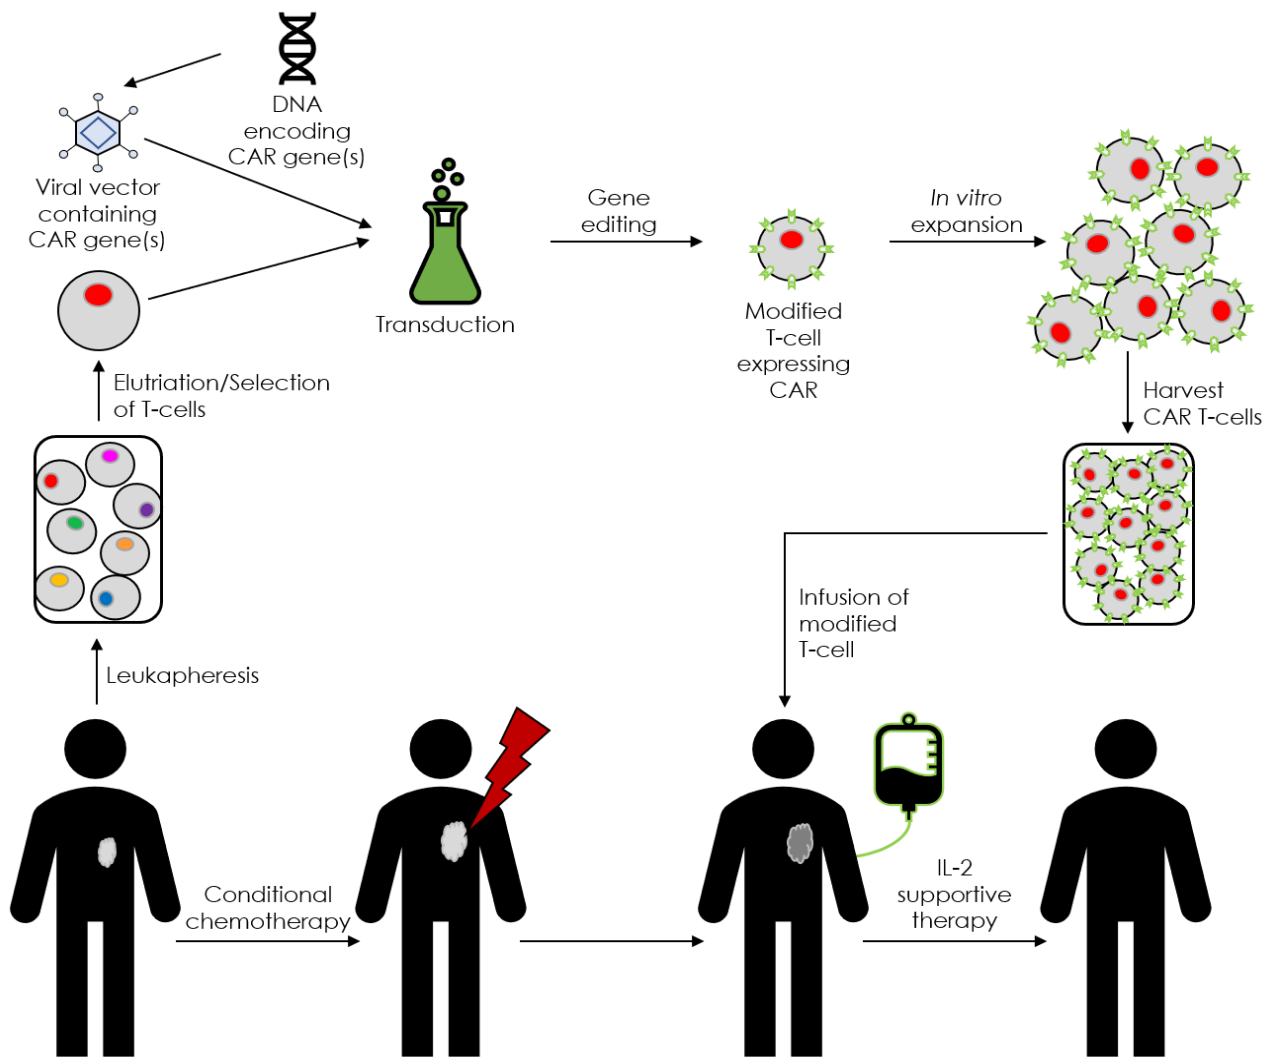 DNA
encoding
CAR gene(s)
Viral vector
containing
CAR gene(s)
Transduction
Gene
editing
Modified
T-cell
expressing
CAR
In vitro
expansion
Harvest
CAR T-cells
Elutriation/Selection
of T-cells
Leukapheresis
Infusion of
modified
T-cell
Conditional
chemotherapy
IL-2
supportive
therapy